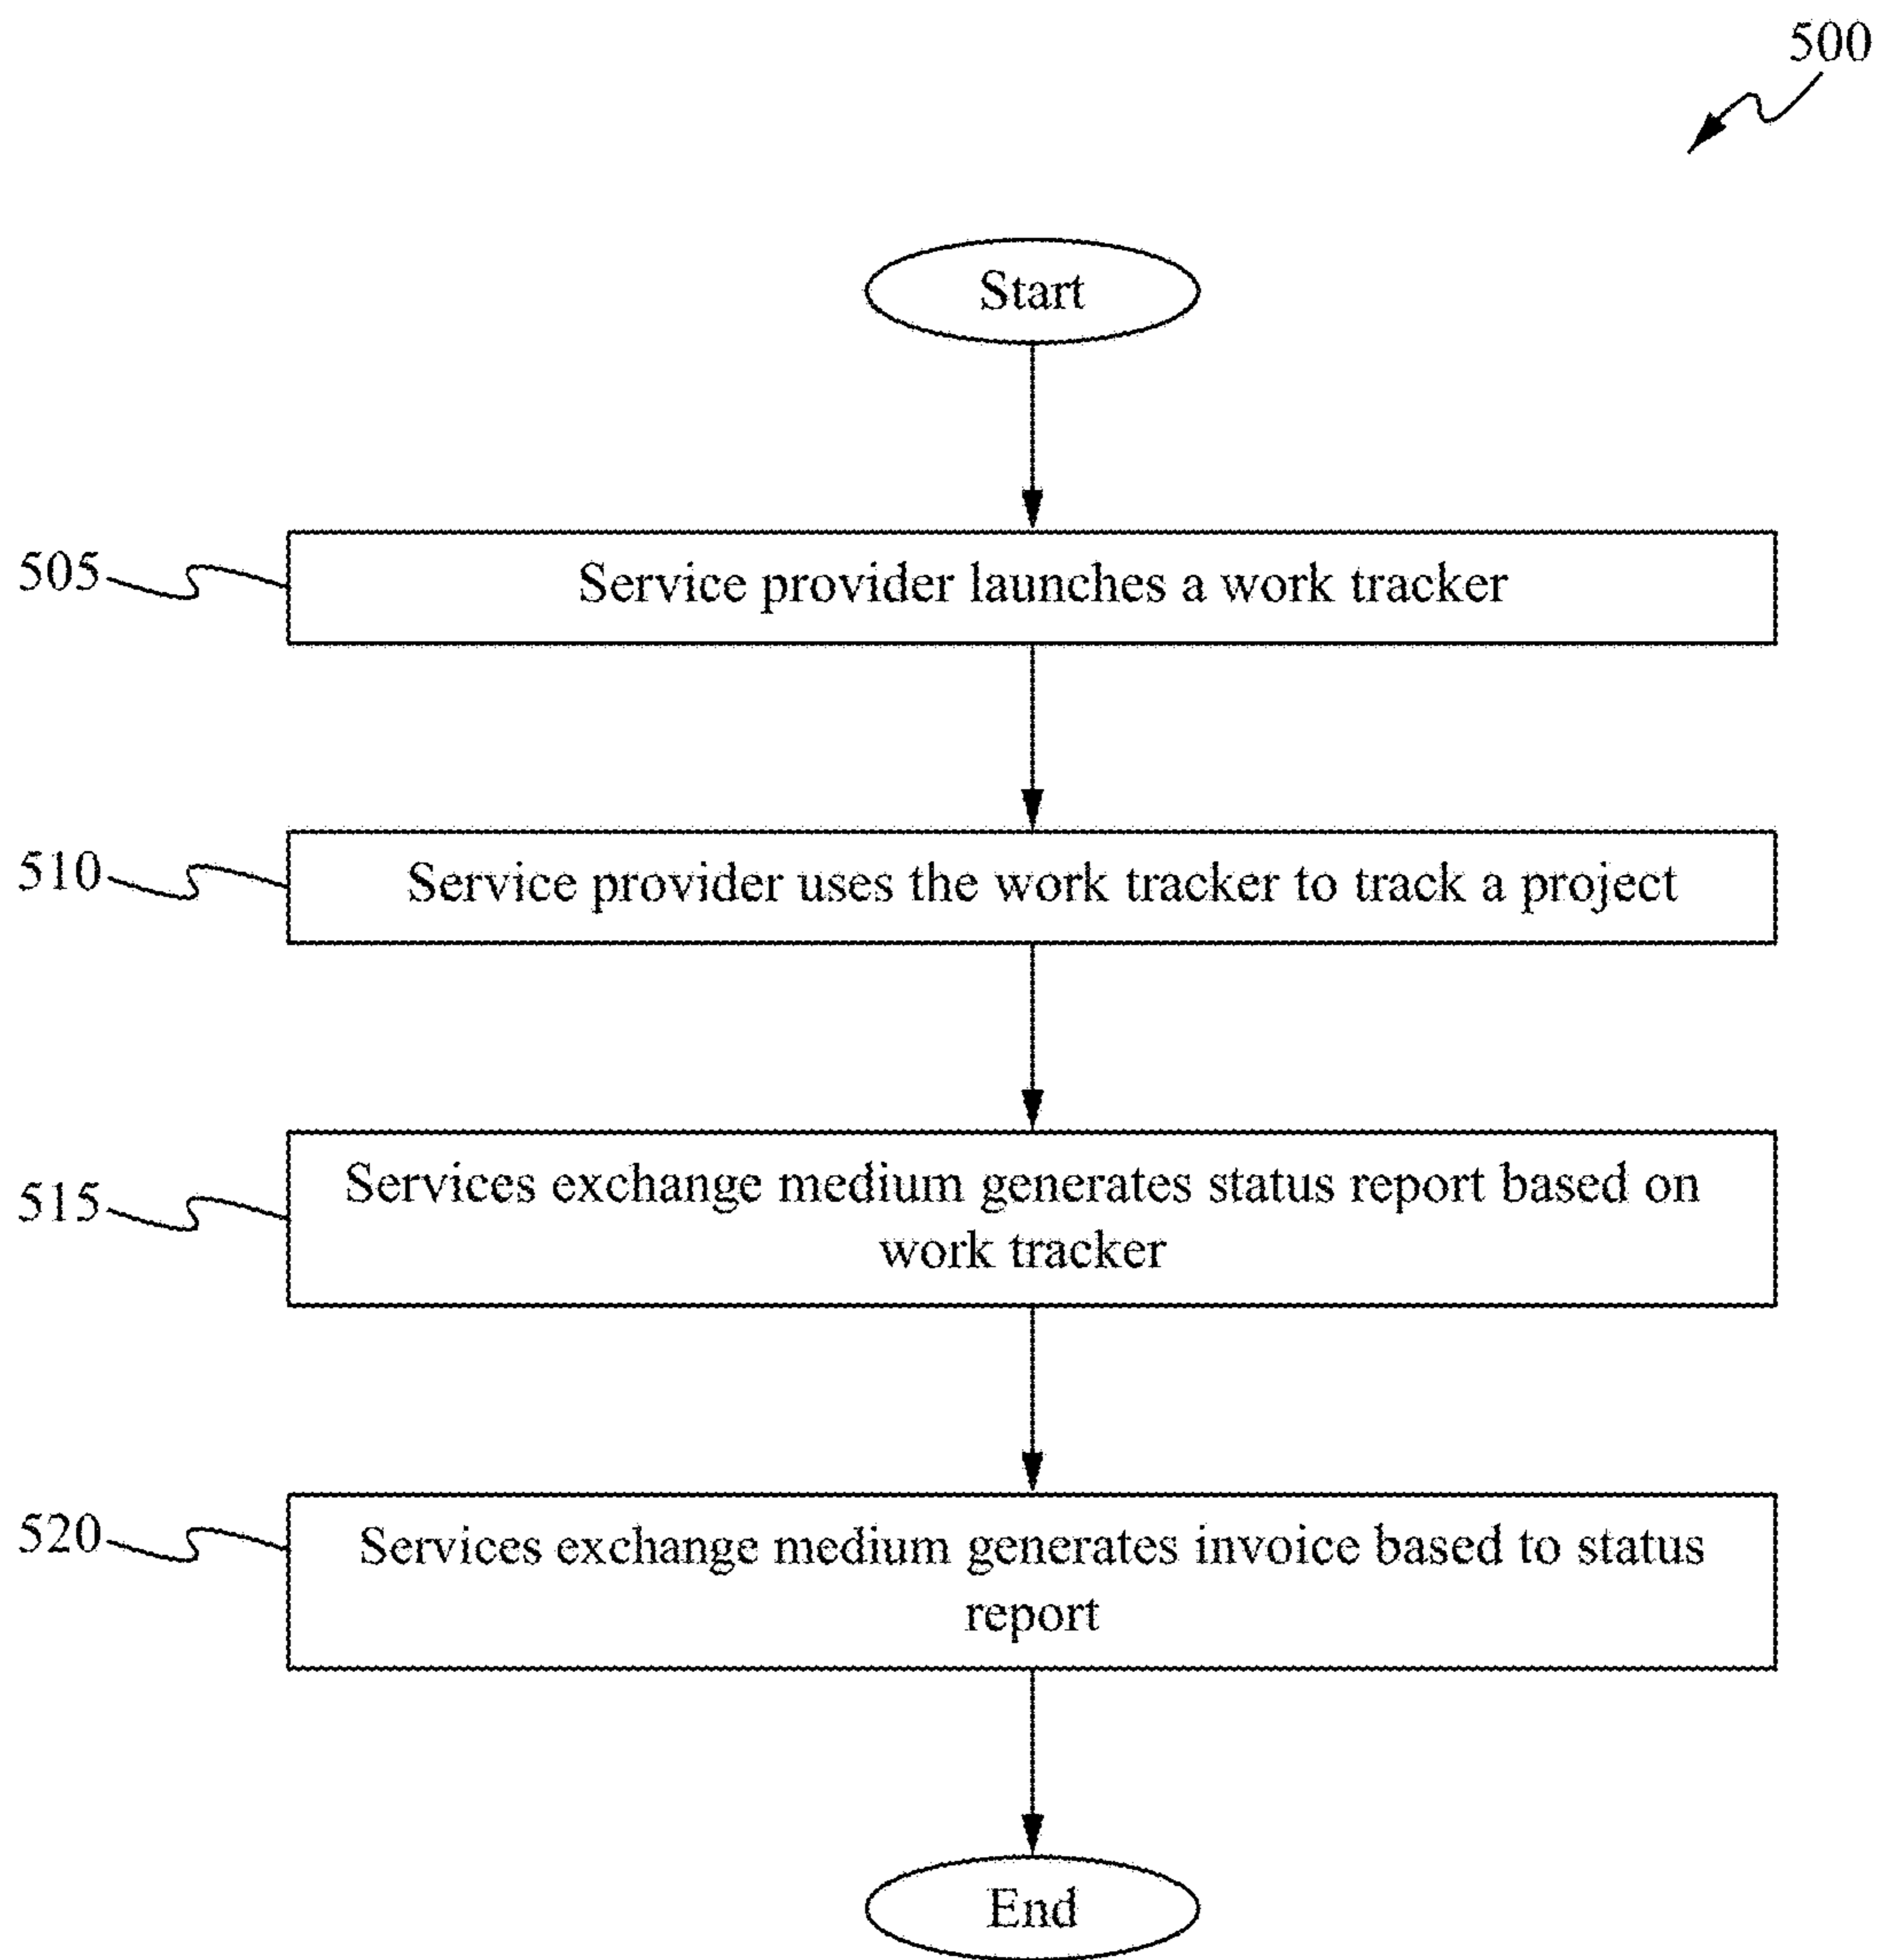 500
Start
505
Service provider launches a work tracker
510
Service provider uses the work tracker to track a project
515
Services exchange medium generates status report based on
work tracker
520
Services exchange medium generates invoice based to status
report
End